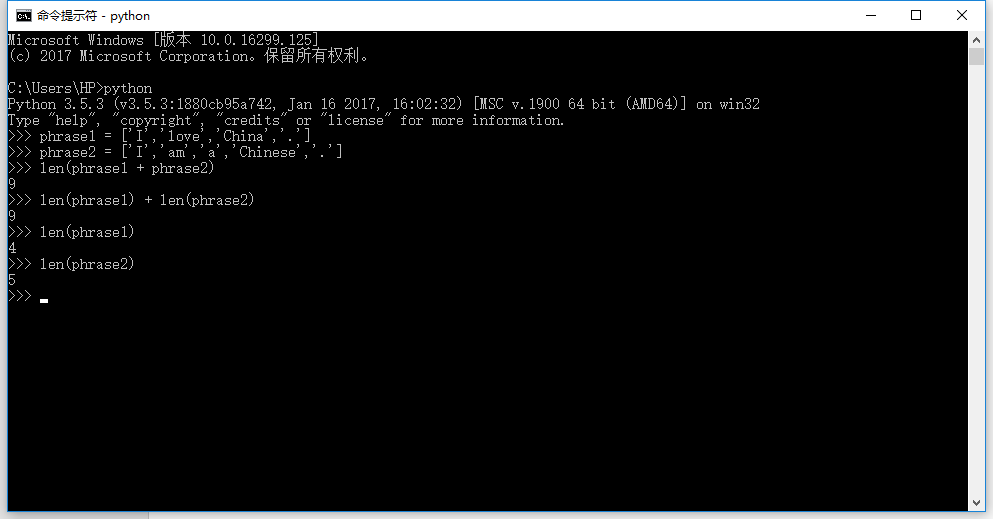 命令提示符 - python
Microsoft Windows [版本 10.0.16299.125]
(c) 2017 Microsoft Corporation。保留所有权利。
C:\Users\HP>python
Python 3.5.3 (v3.5.3:1880cb95a742, Jan 16 2017, 16:02:32) [MSC v.1900 64 bit (AMD64)] on win32
Type "help", "copyright", "credits" or "license" for more information.
>>> phrase1 = ['I','love','China','.']
>>> phrase2 = ['I','am','a','Chinese','.']
>>> len(phrase1 + phrase2)
9
>>> len(phrase1) + len(phrase2)
9
>>> len(phrase1)
4
>>> len(phrase2)
5
>>>